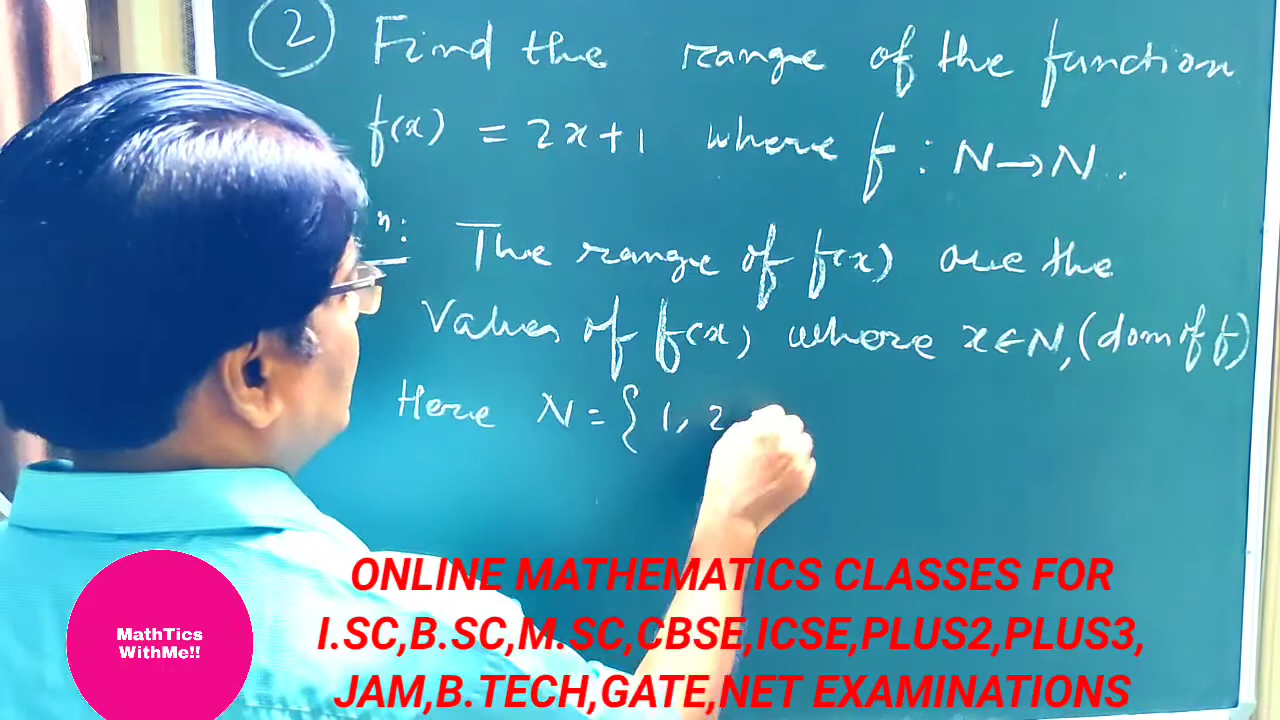 2 Find the range of the function
f(x) = 2x+1 where f : N→N.
n:
The range of f(x) are the
values of f(x) where x∈N, (dom of f)
Here N = { 1, 2
ONLINE MATHEMATICS CLASSES FOR
I.SC,B.SC,M.SC,CBSE,ICSE,PLUS2,PLUS3,
JAM,B.TECH,GATE,NET EXAMINATIONS
MathTics
WithMe!!